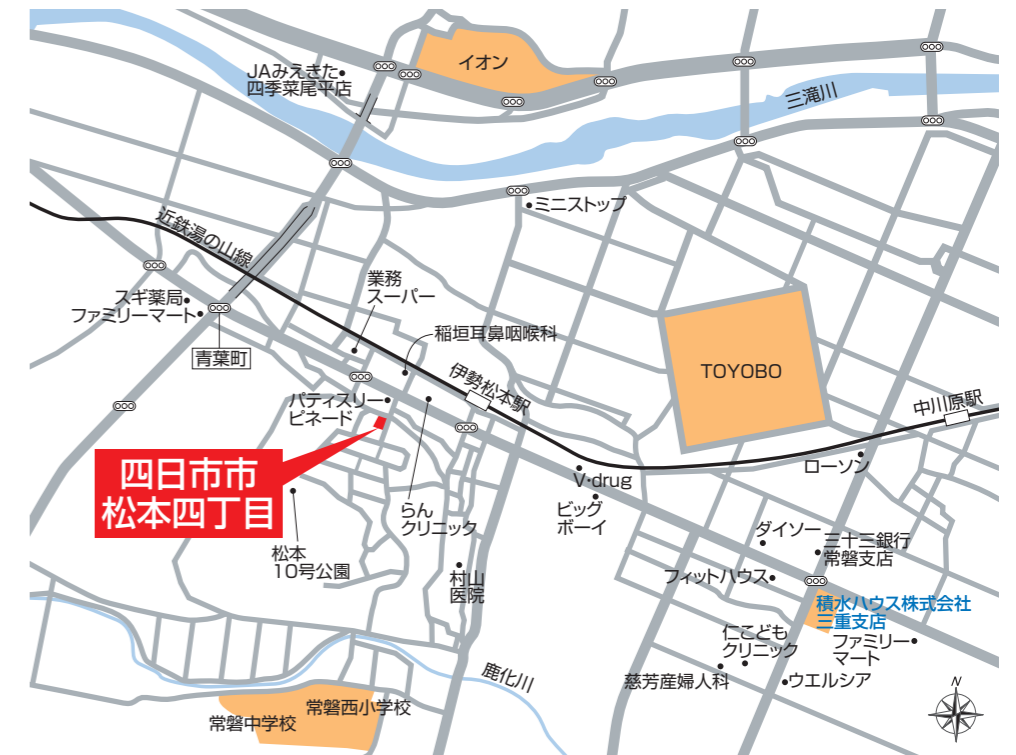 イオン
JAみえきた
四季菜尾平店
三滝川
ミニストップ
近鉄湯の山線
業務
スーパー
スギ薬局
ファミリーマート
稲垣耳鼻咽喉科
青葉町
TOYOBO
伊勢松本駅
中川原駅
パティスリー
ピネード
四日市市
松本四丁目
ローソン
V・drug
ビッグ
ボーイ
らん
クリニック
ダイソー
三十三銀行
常磐支店
松本
10号公園
村山
医院
フィットハウス
積水ハウス株式会社
三重支店
仁こども
クリニック
ファミリー
マート
慈芳産婦人科
ウエルシア
鹿化川
常磐西小学校
常磐中学校
N